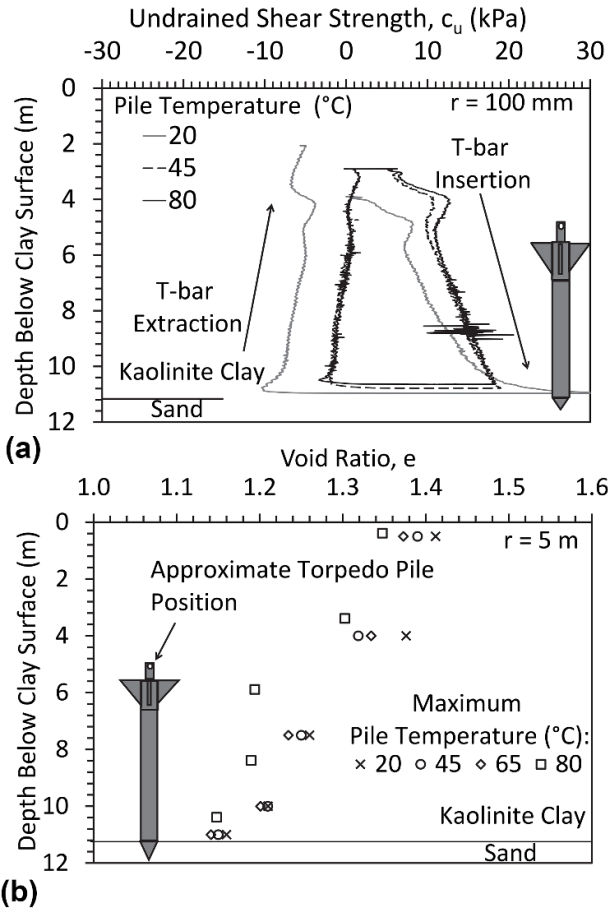 Undrained Shear Strength, cu (kPa)
-30 -20 -10 0 10 20 30
Depth Below Clay Surface (m)
0
2
4
6
8
10
12
Pile Temperature (°C)
20
45
80
r = 100 mm
T-bar
Insertion
T-bar
Extraction
Kaolinite Clay
Sand
(a)
Void Ratio, e
1.0 1.1 1.2 1.3 1.4 1.5 1.6
Depth Below Clay Surface (m)
0
2
4
6
8
10
12
r = 5 m
Approximate Torpedo Pile
Position
Maximum
Pile Temperature (°C):
× 20 ○ 45 ◇ 65 □ 80
Kaolinite Clay
Sand
(b)